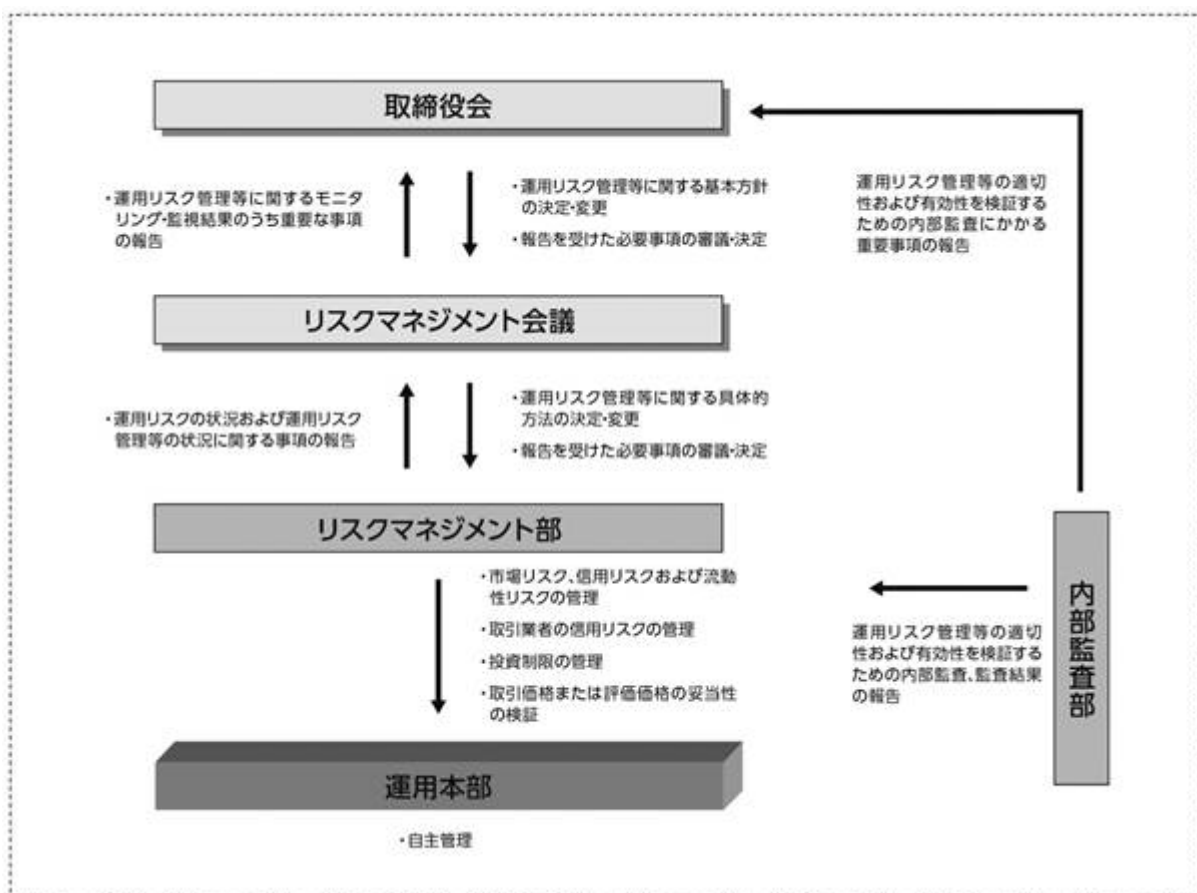 取締役会
・運用リスク管理等に関するモニタ
リング・監視結果のうち重要な事項
の報告
・運用リスク管理等に関する基本方針
の決定・変更
・報告を受けた必要事項の審議・決定
運用リスク管理等の適切
性および有効性を検証する
ための内部監査にかかる
重要事項の報告
リスクマネジメント会議
・運用リスクの状況および運用リスク
管理等の状況に関する事項の報告
・運用リスク管理等に関する具体的
方法の決定・変更
・報告を受けた必要事項の審議・決定
リスクマネジメント部
・市場リスク、信用リスクおよび流動
性リスクの管理
・取引業者の信用リスクの管理
・投資制限の管理
・取引価格または評価価格の妥当性
の検証
運用リスク管理等の適切
性および有効性を検証する
ための内部監査、監査結果
の報告
内部監査部
運用本部
・自主管理